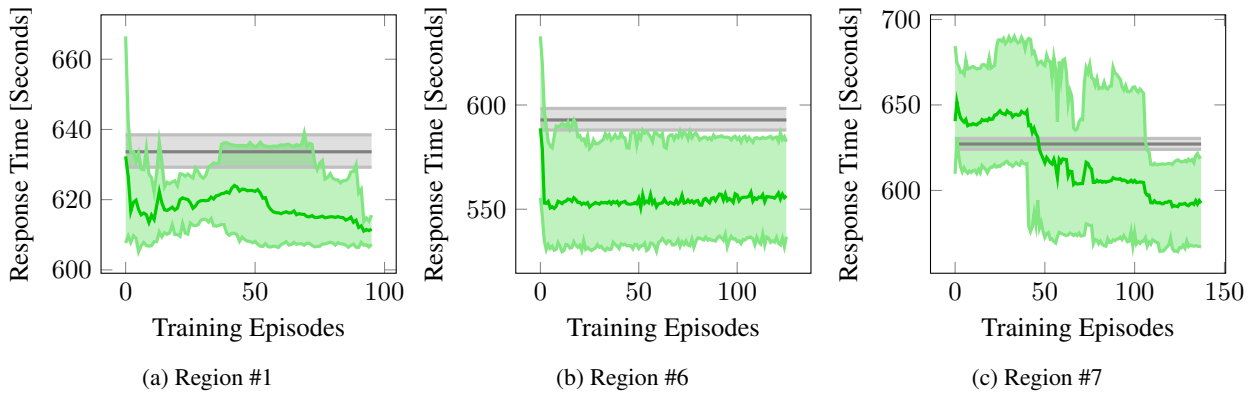 Response Time [Seconds]
660
640
620
600
0
50
100
Training Episodes
(a) Region #1
Response Time [Seconds]
600
550
0
50
100
Training Episodes
(b) Region #6
Response Time [Seconds]
700
650
600
0
50
100
150
Training Episodes
(c) Region #7